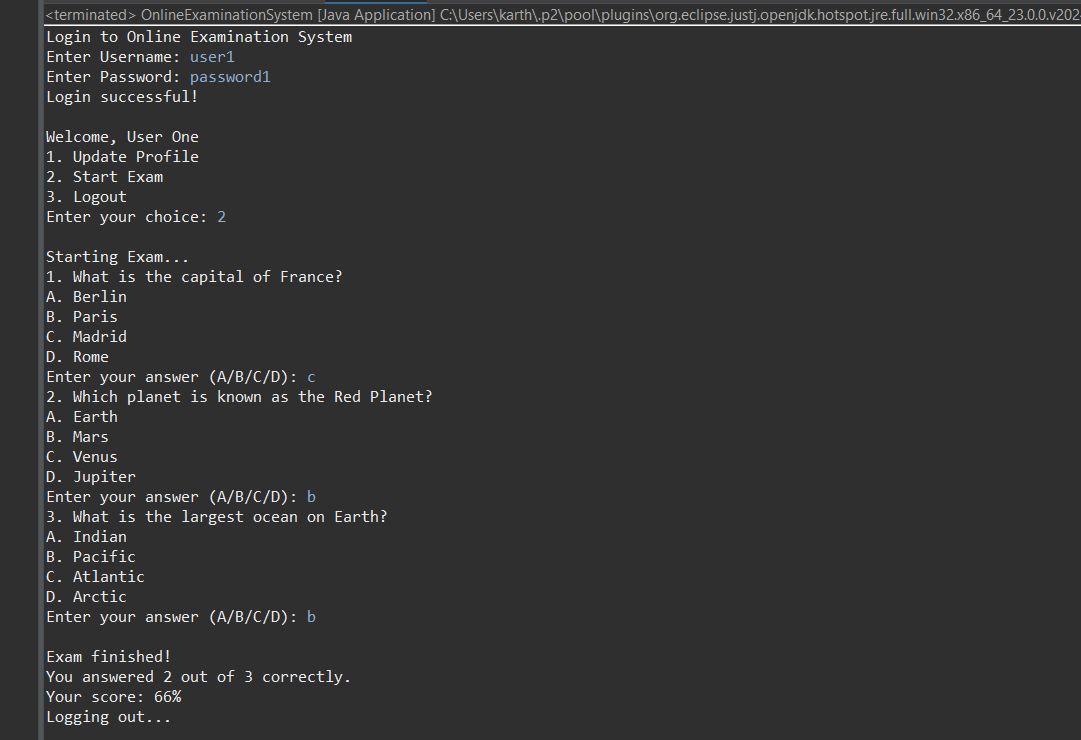 <terminated> OnlineExaminationSystem [Java Application] C:\Users\karth\.p2\pool\plugins\org.eclipse.justj.openjdk.hotspot.jre.full.win32.x86_64_23.0.0.v202
Login to Online Examination System
Enter Username: user1
Enter Password: password1
Login successful!
Welcome, User One
1. Update Profile
2. Start Exam
3. Logout
Enter your choice: 2
Starting Exam...
1. What is the capital of France?
A. Berlin
B. Paris
C. Madrid
D. Rome
Enter your answer (A/B/C/D): c
2. Which planet is known as the Red Planet?
A. Earth
B. Mars
C. Venus
D. Jupiter
Enter your answer (A/B/C/D): b
3. What is the largest ocean on Earth?
A. Indian
B. Pacific
C. Atlantic
D. Arctic
Enter your answer (A/B/C/D): b
Exam finished!
You answered 2 out of 3 correctly.
Your score: 66%
Logging out...